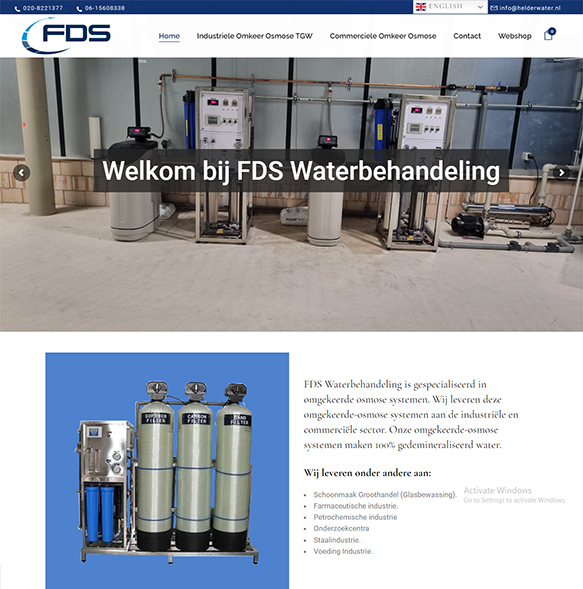 020-8221377 06-15608338
ENGLISH
info@helderwater.nl
FDS
Home Industriele Omkeer Osmose TGW Commerciele Omkeer Osmose Contact Webshop 0
Welkom bij FDS Waterbehandeling
SOFTENER FILTER
CARBON FILTER
SAND FILTER
FDS Waterbehandeling is gespecialiseerd in
omgekeerde osmose systemen. Wij leveren deze
omgekeerde-osmose systemen aan de industriële en
commerciële sector. Onze omgekeerde-osmose
systemen maken 100% gedemineraliseerd water.
Wij leveren onder andere aan:
Schoonmaak Groothandel (Glasbewassing).
Farmaceutische industrie.
Petrochemische industrie
Onderzoekcentra
Staalindustrie.
Voeding Industrie.
Activate Windows
Go to Settings to activate Windows.